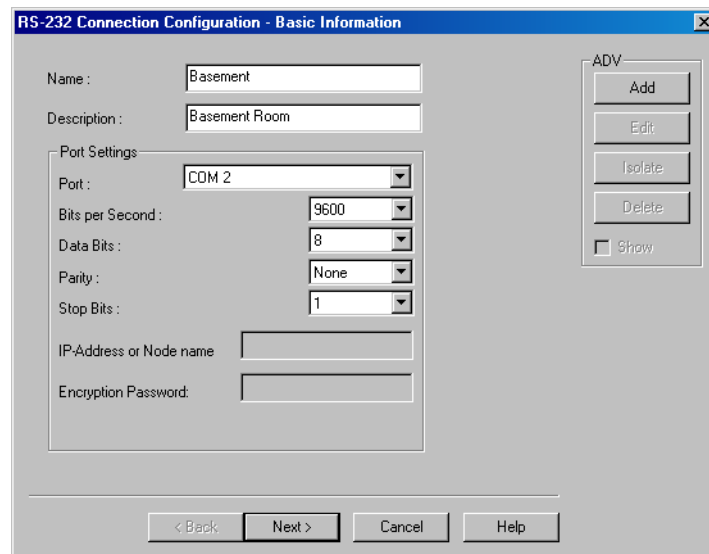 RS-232 Connection Configuration - Basic Information
Name :
Basement
Description :
Basement Room
Port Settings
Port :
COM 2
Bits per Second :
9600
Data Bits :
8
Parity :
None
Stop Bits :
1
IP-Address or Node name
Encryption Password:
ADV
Add
Edit
Isolate
Delete
Show
< Back
Next >
Cancel
Help